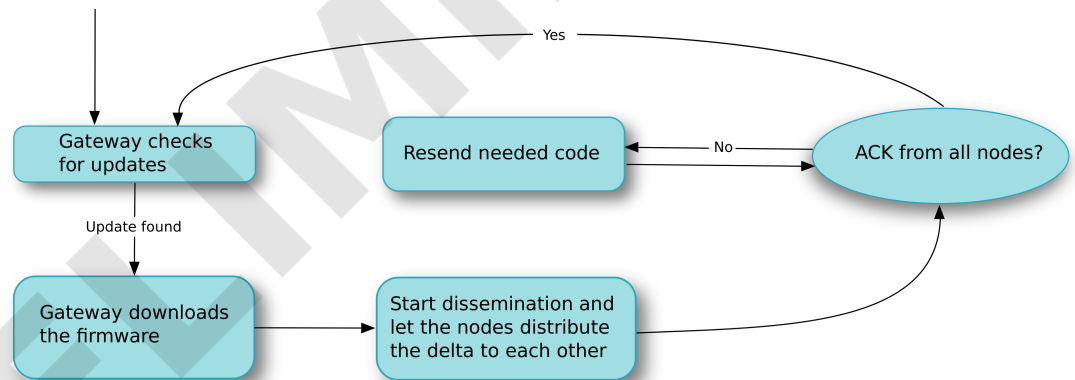 Yes
Gateway checks
for updates
Resend needed code
No
ACK from all nodes?
Update found
Gateway downloads
the firmware
Start dissemination and
let the nodes distribute
the delta to each other